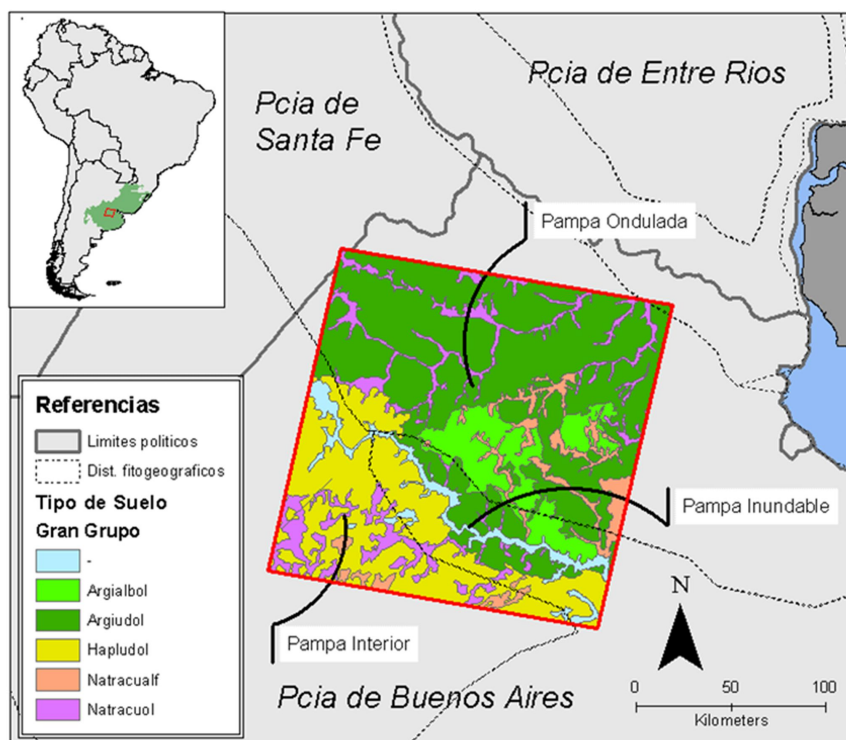 Pcia de Entre Rios
Pcia de
Santa Fe
Pampa Ondulada
Referencias
Limites politicos
Dist. fitogeograficos
Tipo de Suelo
Gran Grupo
-
Argialbol
Argiudol
Hapludol
Natracualf
Natracuol
Pampa Inundable
Pampa Interior
N
Pcia de Buenos Aires
0 50 100
Kilometers